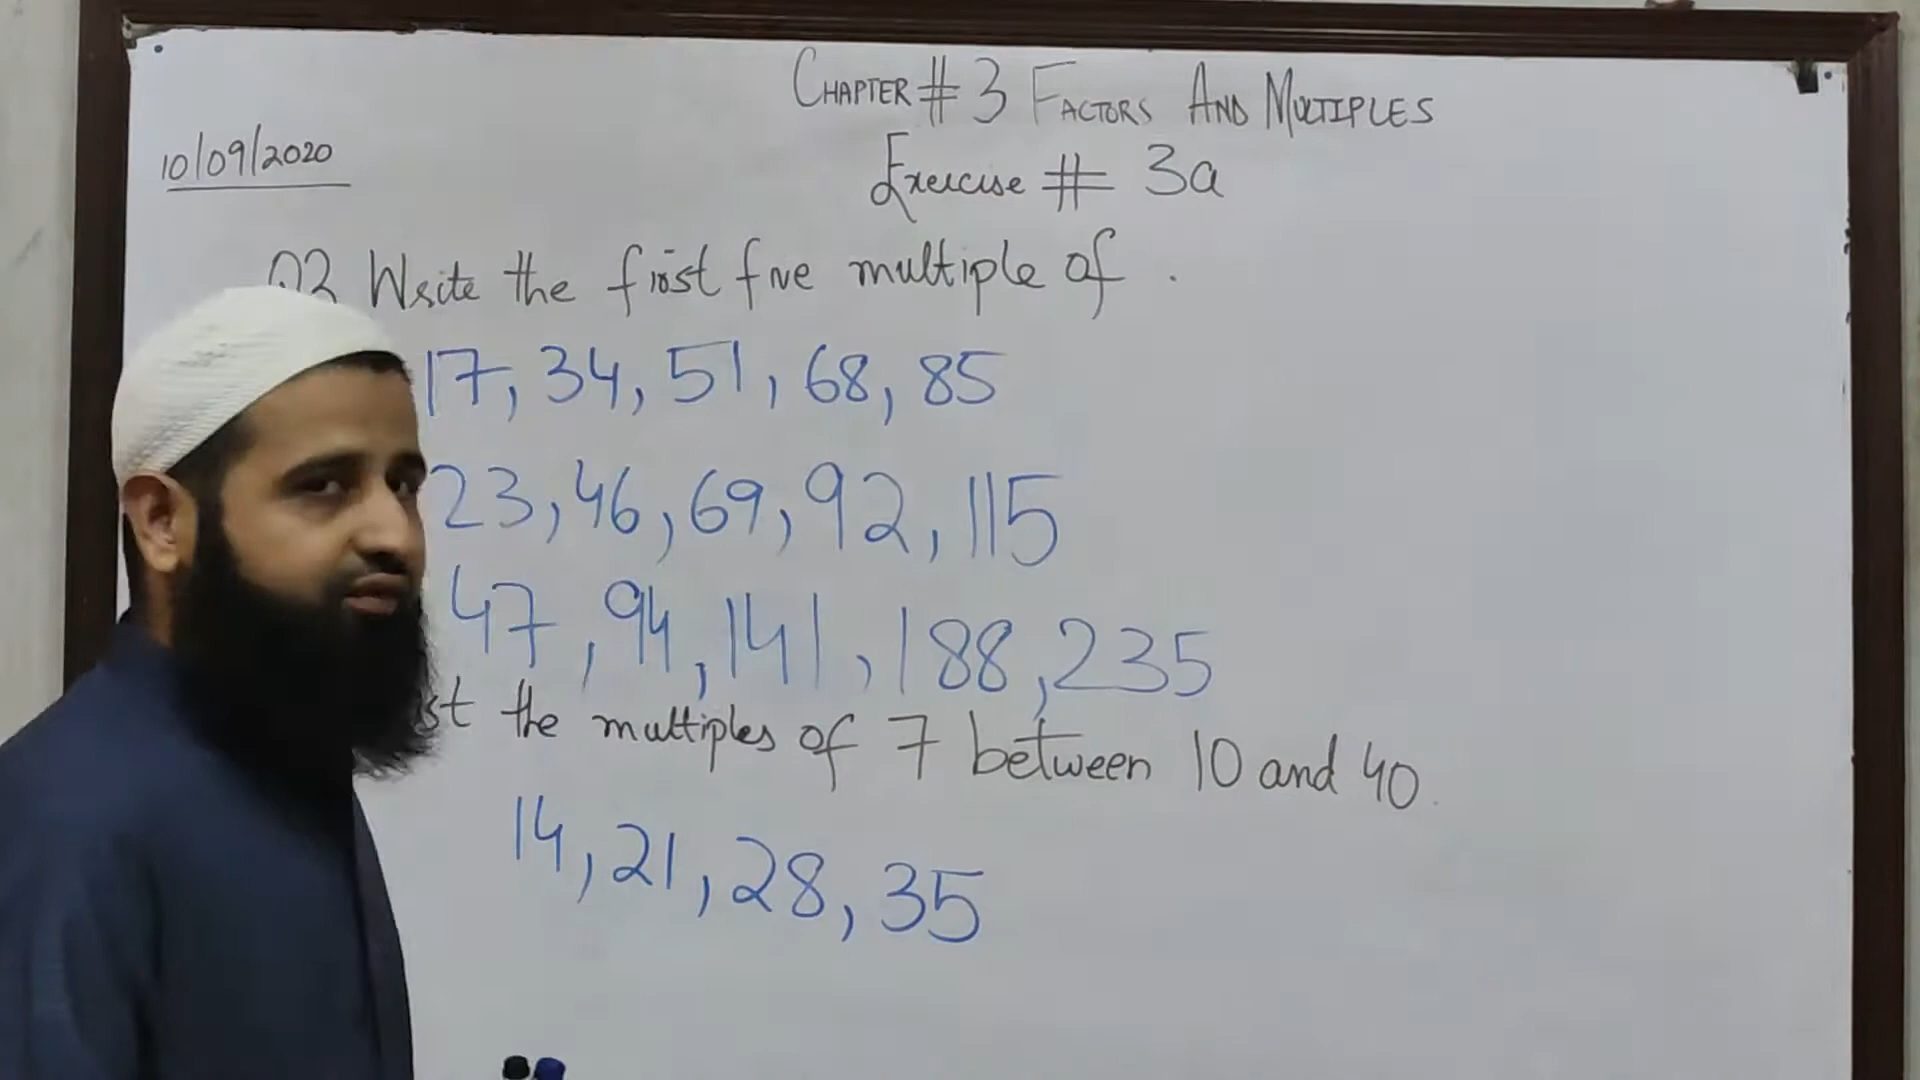 CHAPTER # 3 FACTORS AND MULTIPLES
10/09/2020
Exercise # 3a
Write the first five multiple of .
17, 34, 51, 68, 85
23, 46, 69, 92, 115
47, 94, 141, 188, 235
the multiples of 7 between 10 and 40.
14, 21, 28, 35